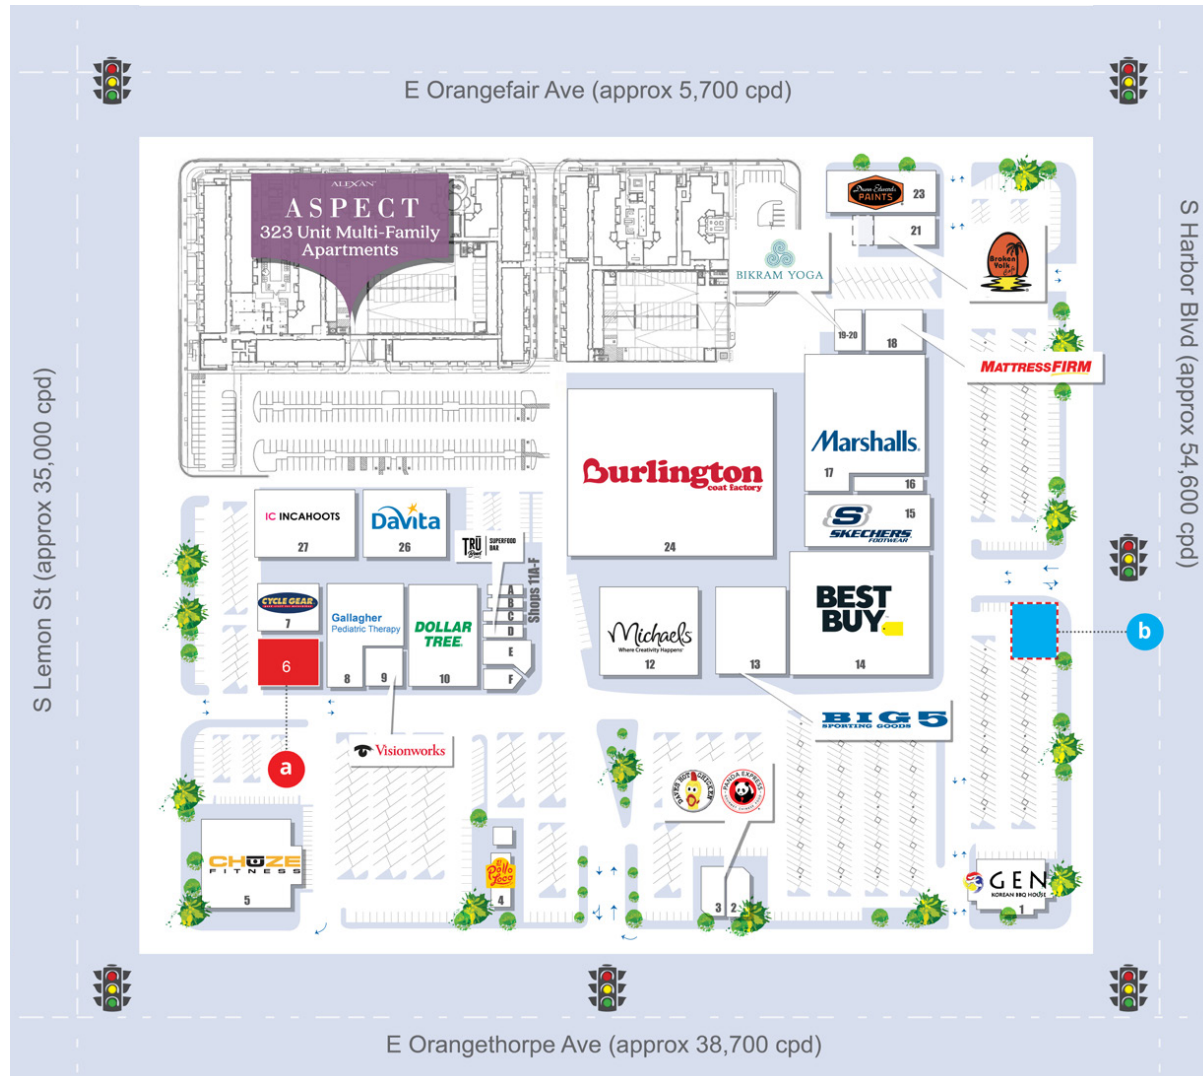 E Orangefair Ave (approx 5,700 cpd)
ALEXAN
ASPECT
323 Unit Multi-Family
Apartments
BIKRAM YOGA
Dunn Edwards
PAINTS
23
21
Broken
Yolk
Cafe
19-20
18
MATTRESSFIRM
S Lemon St (approx 35,000 cpd)
S Harbor Blvd (approx 54,600 cpd)
Burlington
coat factory
24
Marshalls.
17
16
15
SKECHERS
FOOTWEAR
IC INCAHOOTS
27
DaVita
26
TRŪ
Bowl
SUPERFOOD
BAR
Shops 11A-F
A
B
C
D
E
F
CYCLE GEAR
7
6
Gallagher
Pediatric Therapy
8
9
DOLLAR
TREE.
10
Michaels
Where Creativity Happens
12
13
BEST
BUY
14
b
BIG 5
SPORTING GOODS
Visionworks
a
DAVE'S HOT CHICKEN
PANDA EXPRESS
CHUZE
FITNESS
5
El
Pollo
Loco
4
3
2
GEN
KOREAN BBQ HOUSE
1
E Orangethorpe Ave (approx 38,700 cpd)